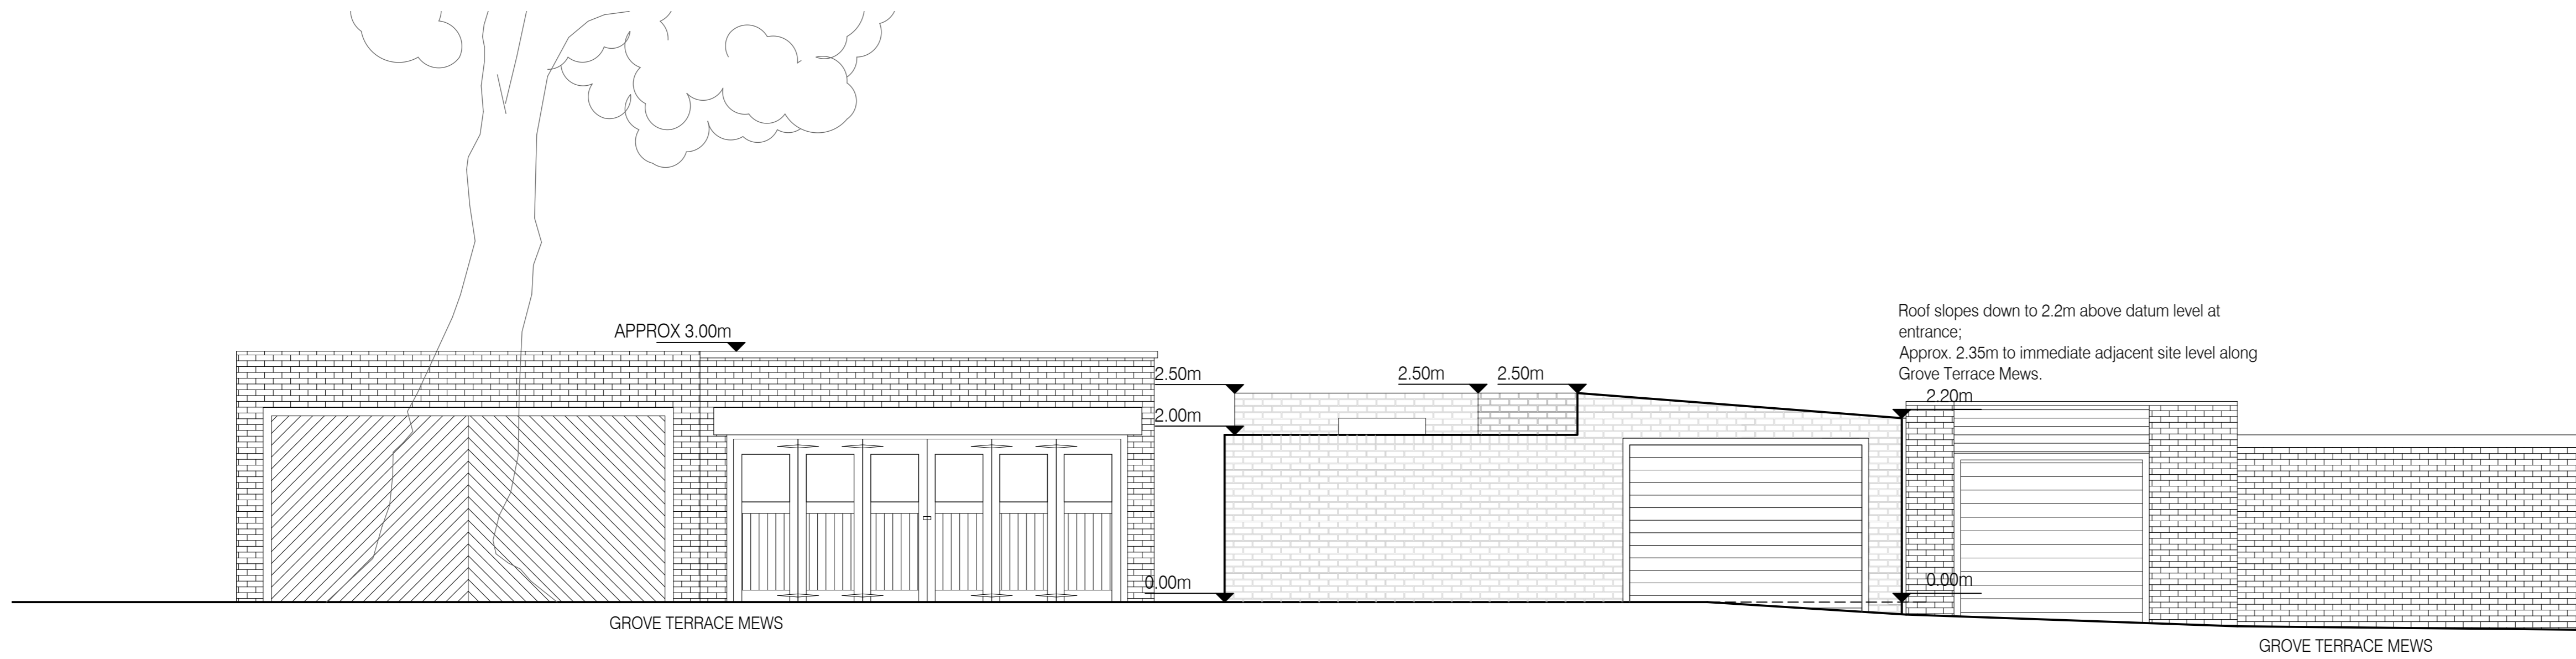 Roof slopes down to 2.2m above datum level at
entrance;
Approx. 2.35m to immediate adjacent site level along
Grove Terrace Mews.
APPROX 3.00m
2.50m
2.50m
2.50m
2.20m
2.00m
0.00m
0.00m
GROVE TERRACE MEWS
GROVE TERRACE MEWS